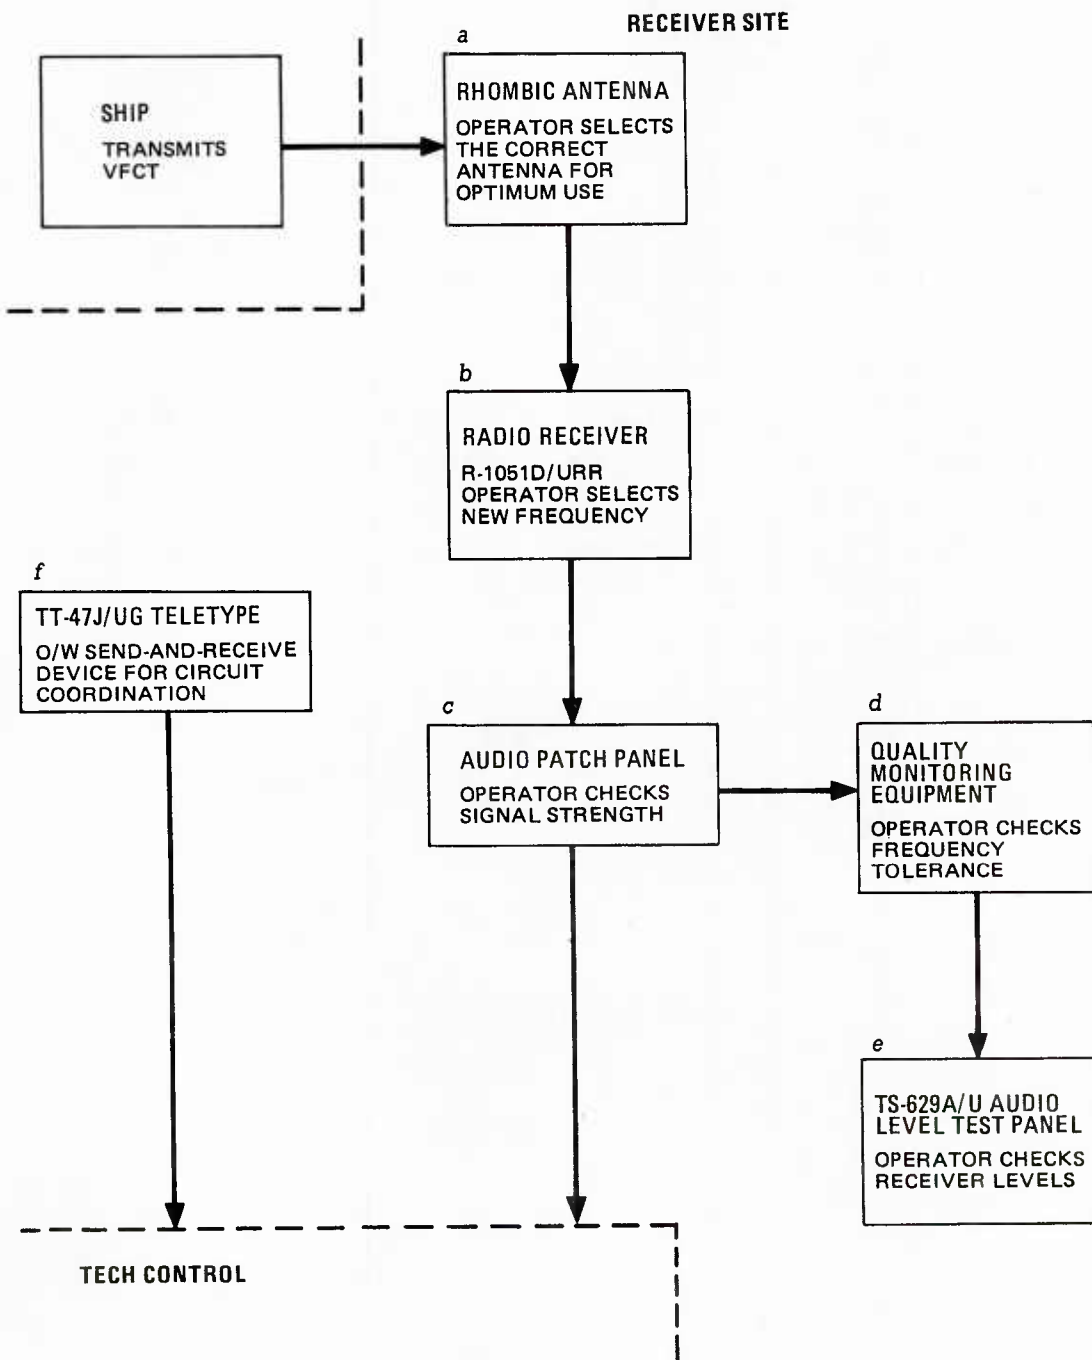 RECEIVER SITE
SHIP
TRANSMITS
VFCT
a
RHOMBIC ANTENNA
OPERATOR SELECTS
THE CORRECT
ANTENNA FOR
OPTIMUM USE
b
RADIO RECEIVER
R-1051D/URR
OPERATOR SELECTS
NEW FREQUENCY
f
TT-47J/UG TELETYPE
O/W SEND-AND-RECEIVE
DEVICE FOR CIRCUIT
COORDINATION
c
AUDIO PATCH PANEL
OPERATOR CHECKS
SIGNAL STRENGTH
d
QUALITY
MONITORING
EQUIPMENT
OPERATOR CHECKS
FREQUENCY
TOLERANCE
e
TS-629A/U AUDIO
LEVEL TEST PANEL
OPERATOR CHECKS
RECEIVER LEVELS
TECH CONTROL